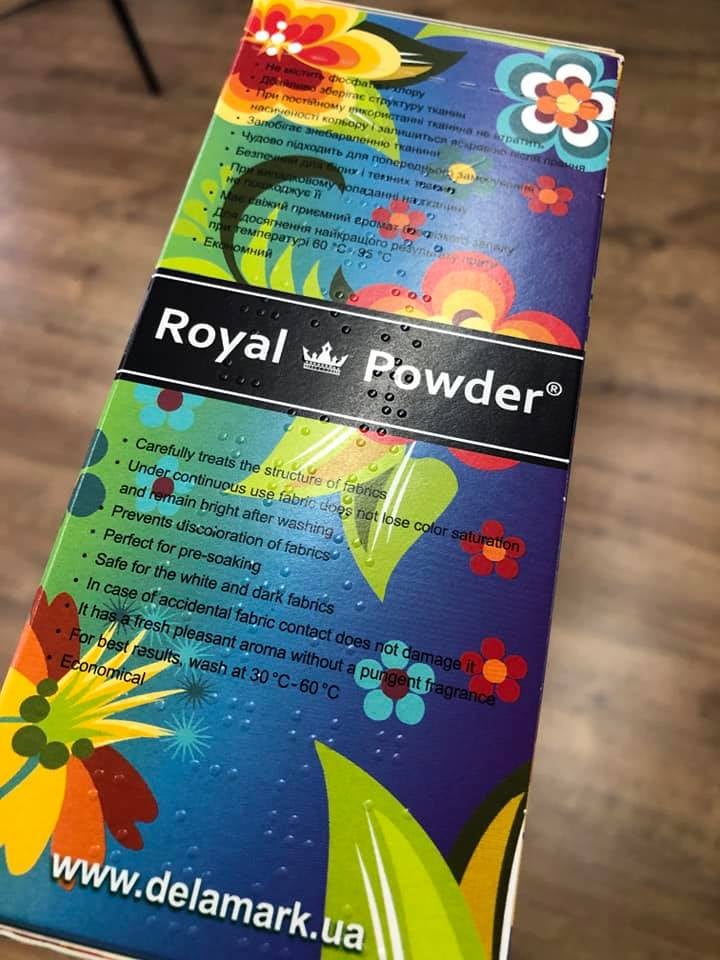 • Не містить фосфатів і хлору
• Дбайливо зберігає структуру тканин
• При постійному використанні тканина не втратить
насиченості кольору і залишиться яскравою після прання
• Запобігає знебарвленню тканини
• Чудово підходить для попереднього замочування
• Безпечний для білих і темних тканин
• При випадковому попаданні на тканину
не пошкоджує її
• Має свіжий приємний аромат без різкого запаху
• Для досягнення найкращого результату прати
при температурі 60 °C - 95 °C
• Економний
Royal Powder®
• Carefully treats the structure of fabrics
• Under continuous use fabric does not lose color saturation
and remain bright after washing
• Prevents discoloration of fabrics
• Perfect for pre-soaking
• Safe for the white and dark fabrics
• In case of accidental fabric contact does not damage it
• It has a fresh pleasant aroma without a pungent fragrance
• For best results, wash at 30 °C - 60 °C
• Economical
www.delamark.ua